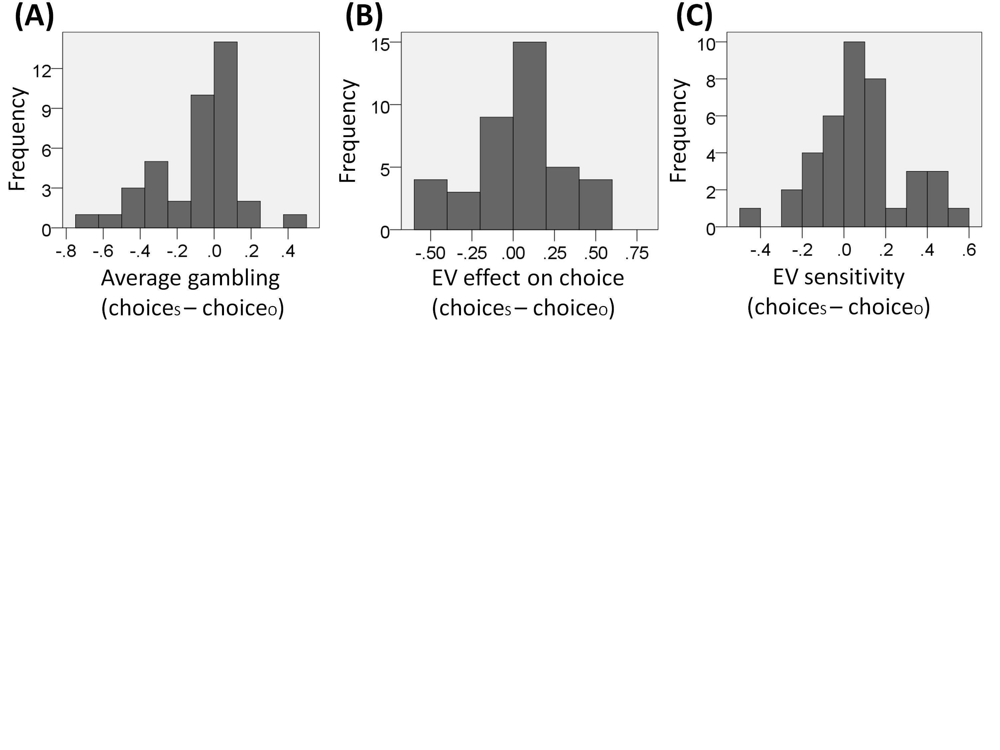 (A)
Frequency
12
9
6
3
0
-.8 -.6 -.4 -.2 .0 .2 .4
Average gambling
(choiceS – choiceO)
(B)
Frequency
15
10
5
0
-.50 -.25 .00 .25 .50 .75
EV effect on choice
(choiceS – choiceO)
(C)
Frequency
10
8
6
4
2
0
-.4 -.2 .0 .2 .4 .6
EV sensitivity
(choiceS – choiceO)